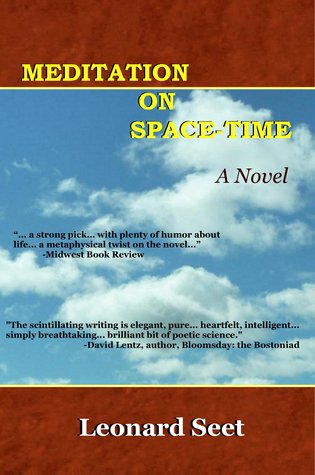 MEDITATION
ON
SPACE-TIME
A Novel
“... a strong pick... with plenty of humor about
life... a metaphysical twist on the novel...”
-Midwest Book Review
"The scintillating writing is elegant, pure... heartfelt, intelligent...
simply breathtaking... brilliant bit of poetic science."
-David Lentz, author, Bloomsday: the Bostoniad
Leonard Seet